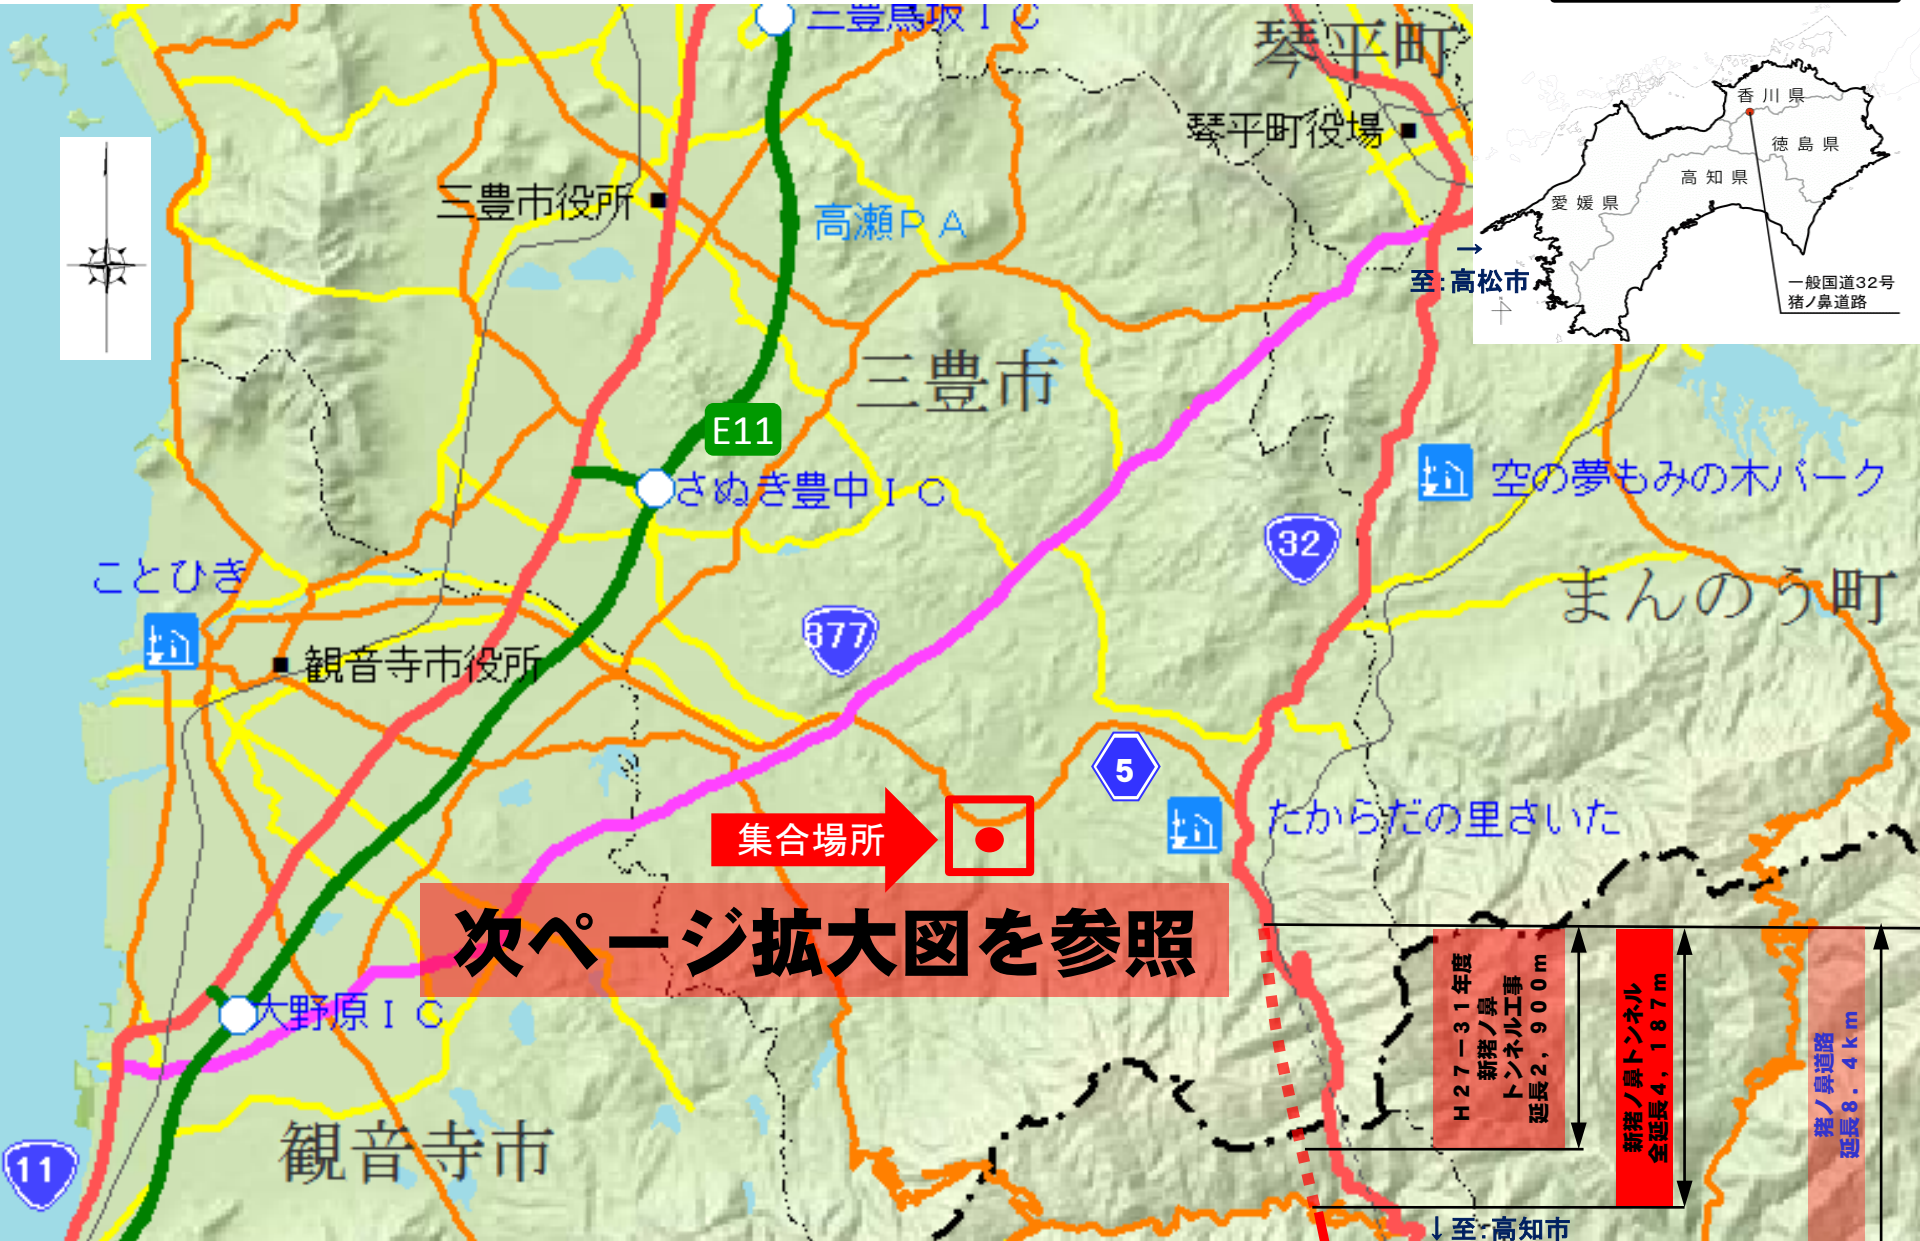 三豊鳥坂IC
琴平町
琴平町役場
香川県
徳島県
高知県
愛媛県
一般国道32号
猪ノ鼻道路
→
至:高松市
三豊市役所
高瀬PA
三豊市
E11
さぬき豊中IC
空の夢もみの木パーク
32
まんのう町
ことひき
377
観音寺市役所
5
たからだの里さいた
集合場所
次ページ拡大図を参照
大野原IC
H27-31年度
新猪ノ鼻
トンネル工事
延長2,900m
新猪ノ鼻トンネル
全延長4,187m
猪ノ鼻道路
延長8.4km
観音寺市
11
↓至:高知市